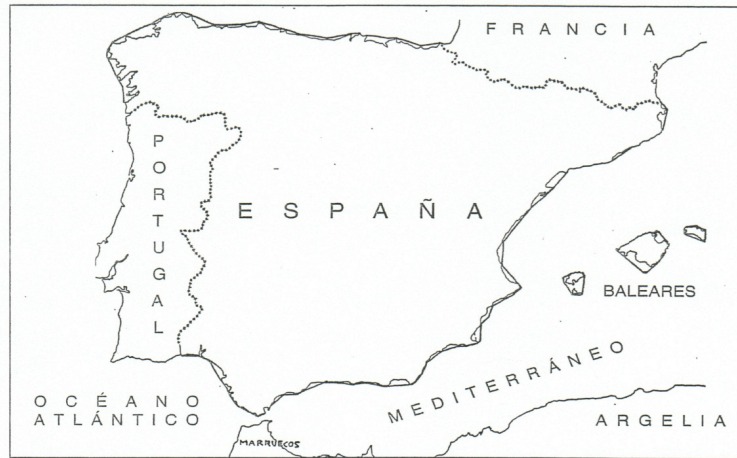 FRANCIA
PORTUGAL
ESPAÑA
BALEARES
MEDITERRÁNEO
OCÉANO
ATLÁNTICO
MARRUECOS
ARGELIA